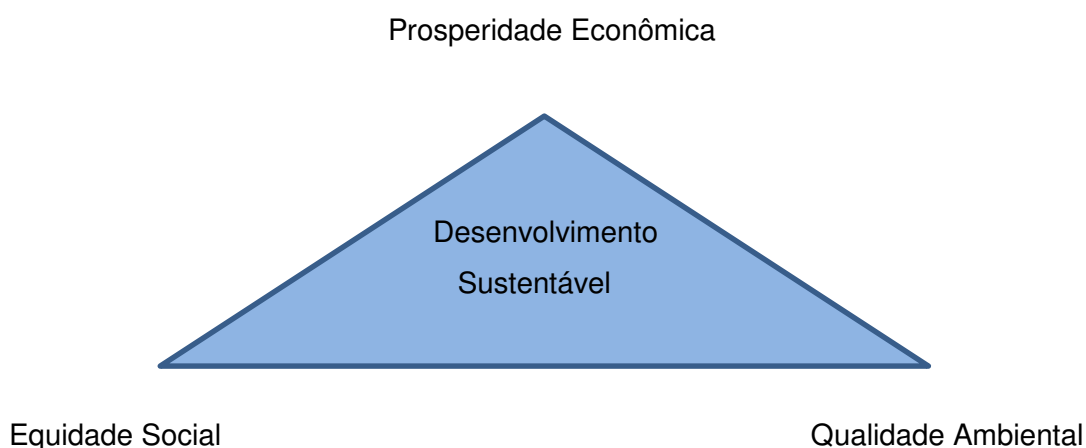 Prosperidade Econômica
Desenvolvimento
Sustentável
Equidade Social
Qualidade Ambiental